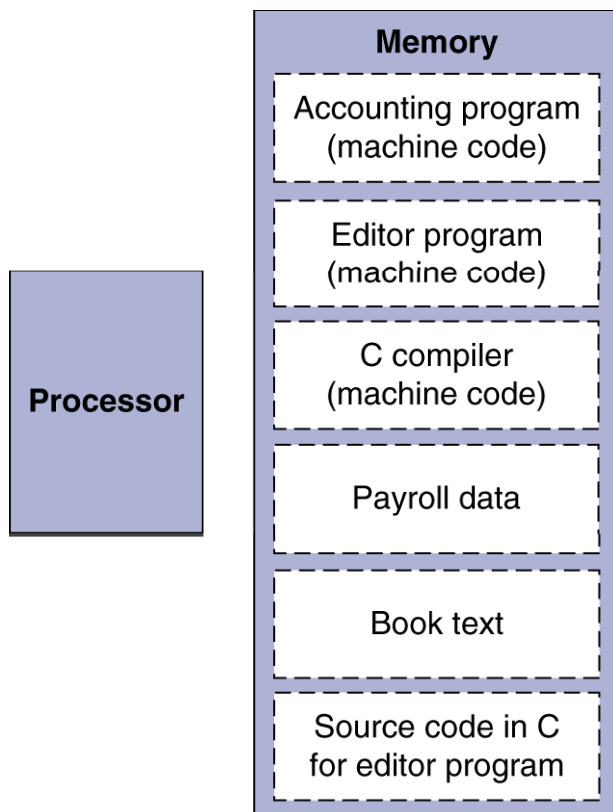 Memory
Accounting program
(machine code)
Editor program
(machine code)
C compiler
(machine code)
Processor
Payroll data
Book text
Source code in C
for editor program